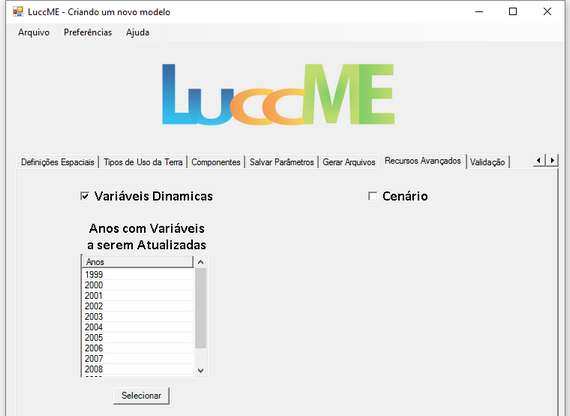 LuccME - Criando um novo modelo
Arquivo Preferências Ajuda
LuccME
Definições Espaciais Tipos de Uso da Terra Componentes Salvar Parâmetros Gerar Arquivos Recursos Avançados Validação
Variáveis Dinamicas Cenário
Anos com Variáveis
a serem Atualizadas
Anos
1999
2000
2001
2002
2003
2004
2005
2006
2007
2008
Selecionar